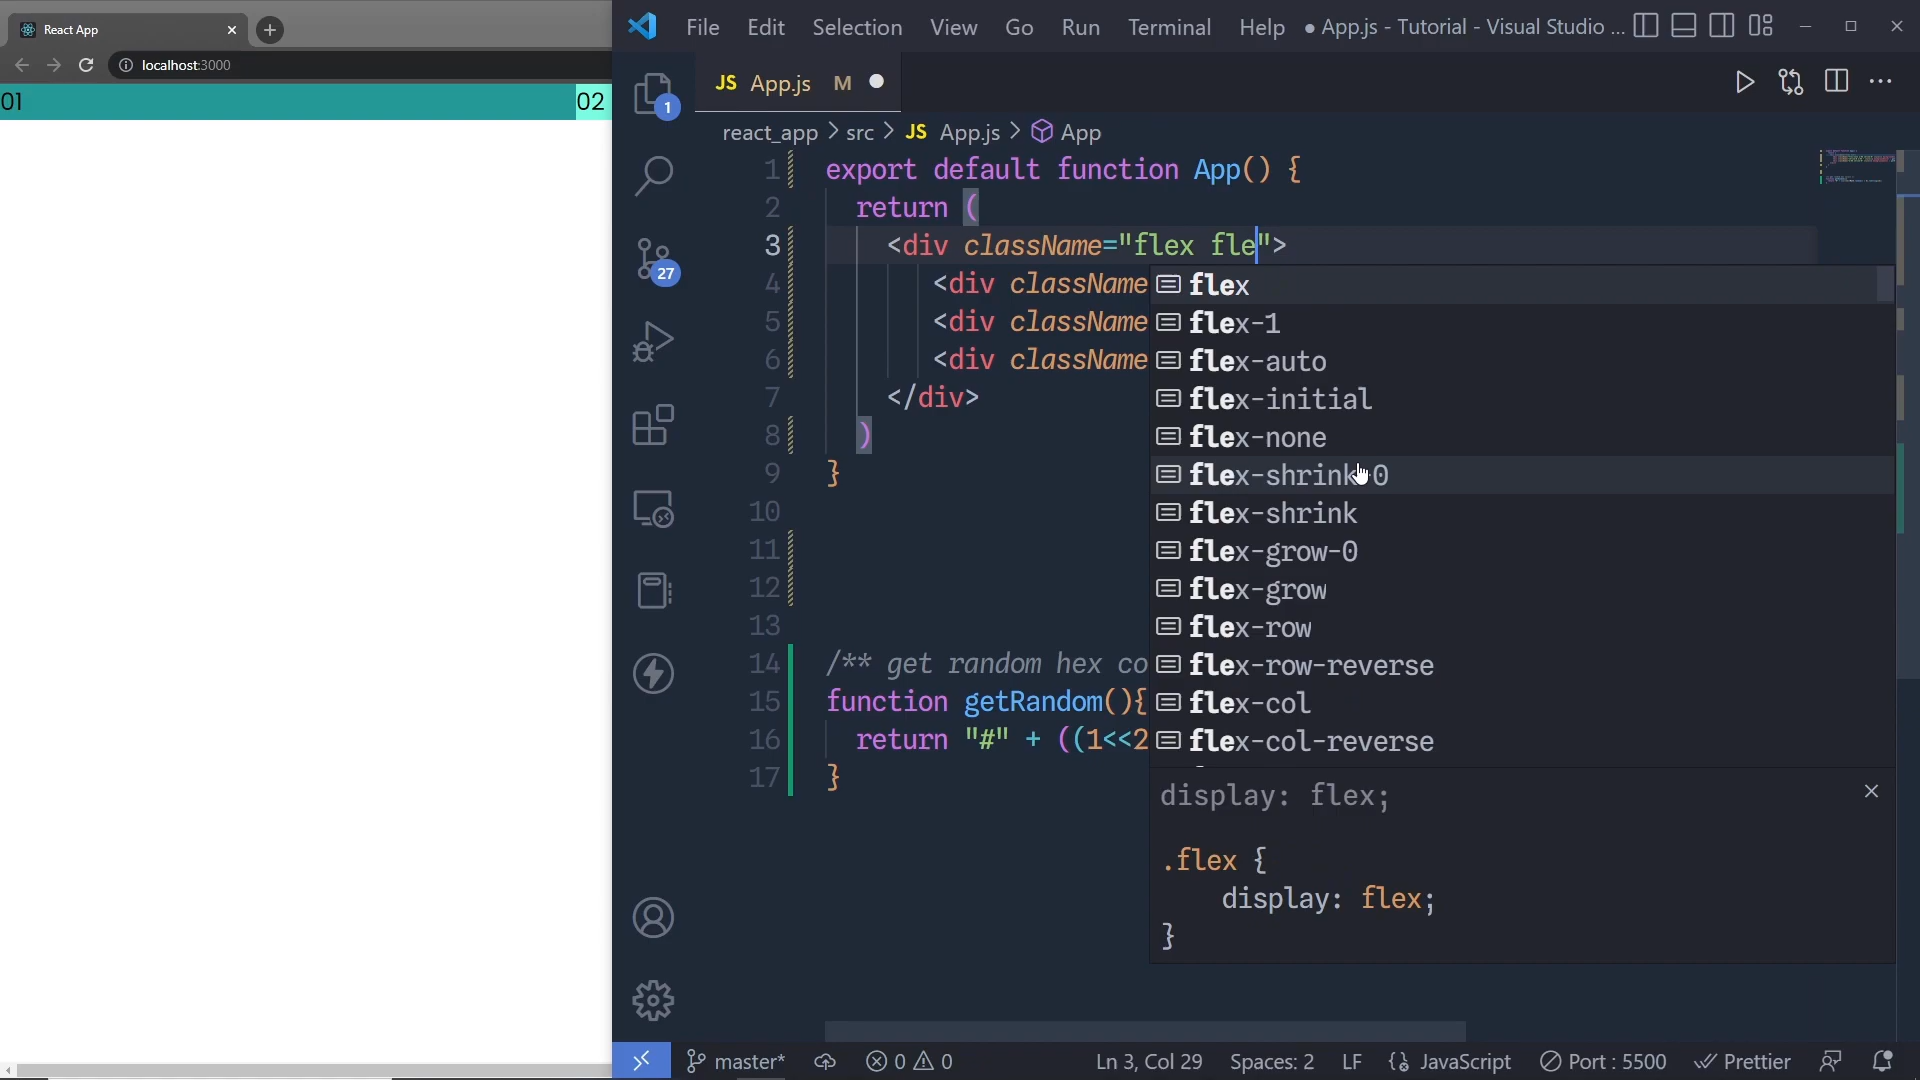 React App
localhost:3000
01
02
File Edit Selection View Go Run Terminal Help ● App.js - Tutorial - Visual Studio ...
JS App.js M
react_app > src > JS App.js > App
1
27
1 export default function App() {
2 return (
3 <div className="flex fle">
4 <div className
5 <div className
6 <div className
7 </div>
8 )
9 }
10
11
12
13
14 /** get random hex co
15 function getRandom(){
16 return "#" + ((1<<2
17 }
flex
flex-1
flex-auto
flex-initial
flex-none
flex-shrink-0
flex-shrink
flex-grow-0
flex-grow
flex-row
flex-row-reverse
flex-col
flex-col-reverse
display: flex;
.flex {
display: flex;
}
master* 0 0 Ln 3, Col 29 Spaces: 2 LF {} JavaScript Port : 5500 Prettier